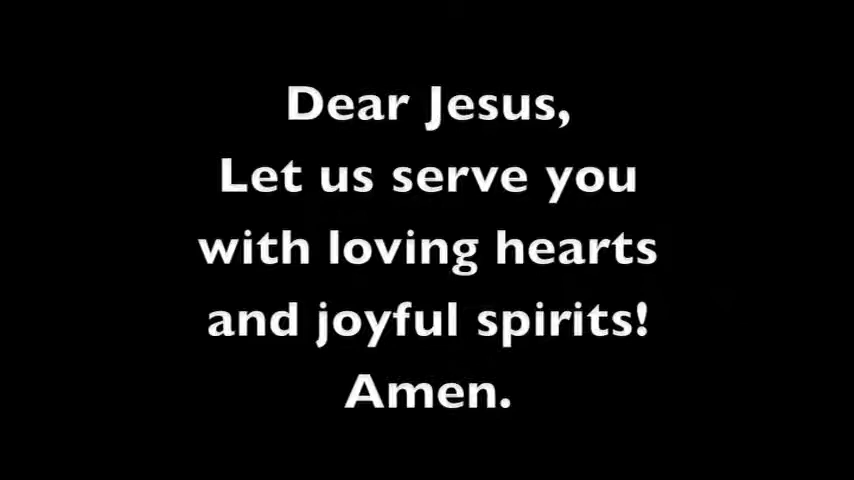 Dear Jesus,
Let us serve you
with loving hearts
and joyful spirits!
Amen.